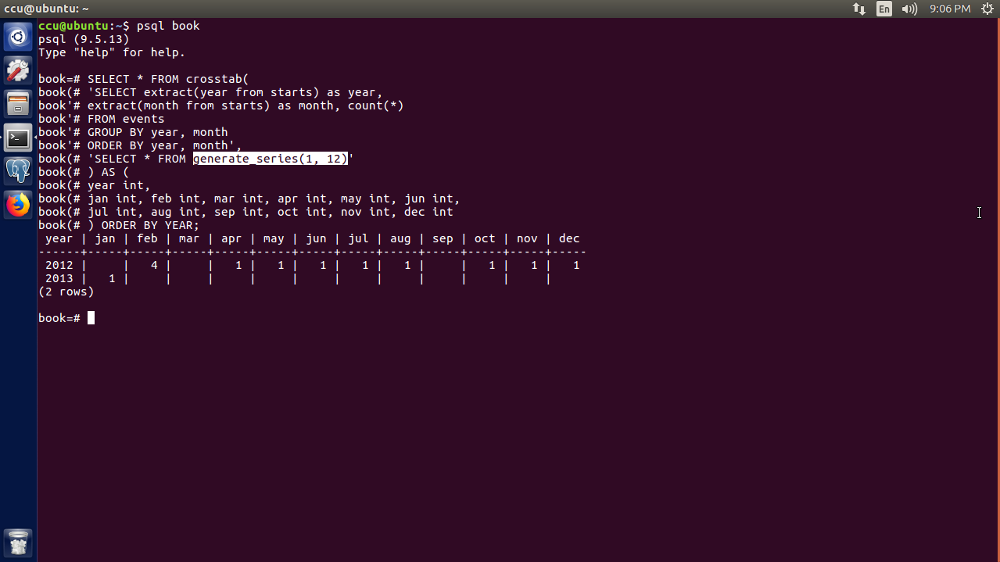 ccu@ubuntu: ~
En
9:06 PM
ccu@ubuntu:~$ psql book
psql (9.5.13)
Type "help" for help.
book=# SELECT * FROM crosstab(
book(# 'SELECT extract(year from starts) as year,
book'# extract(month from starts) as month, count(*)
book'# FROM events
book'# GROUP BY year, month
book'# ORDER BY year, month',
book(# 'SELECT * FROM generate_series(1, 12)'
book(# ) AS (
book(# year int,
book(# jan int, feb int, mar int, apr int, may int, jun int,
book(# jul int, aug int, sep int, oct int, nov int, dec int
book(# ) ORDER BY YEAR;
 year | jan | feb | mar | apr | may | jun | jul | aug | sep | oct | nov | dec
------+-----+-----+-----+-----+-----+-----+-----+-----+-----+-----+-----+-----
 2012 |     |   4 |     |   1 |   1 |   1 |   1 |   1 |     |   1 |   1 |   1
 2013 |   1 |     |     |     |     |     |     |     |     |     |     |
(2 rows)
book=#